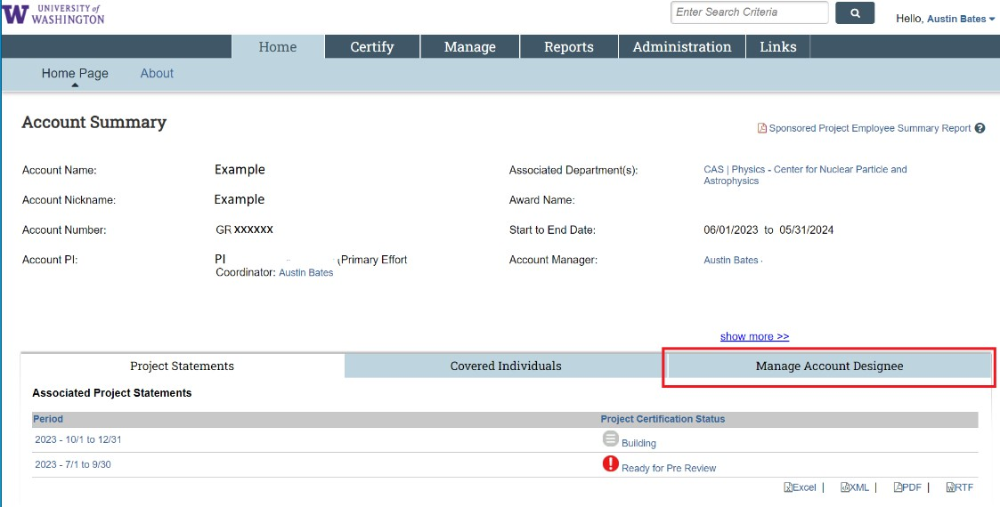 W UNIVERSITY of
WASHINGTON
Enter Search Criteria
Hello, Austin Bates
Home Certify Manage Reports Administration Links
Home Page About
Account Summary
Sponsored Project Employee Summary Report ?
Account Name: Example Associated Department(s): CAS | Physics - Center for Nuclear Particle and
Astrophysics
Account Nickname: Example Award Name:
Account Number: GR XXXXXX Start to End Date: 06/01/2023 to 05/31/2024
Account PI: PI (Primary Effort Account Manager: Austin Bates
Coordinator: Austin Bates
show more >>
Project Statements Covered Individuals Manage Account Designee
Associated Project Statements
Period Project Certification Status
2023 - 10/1 to 12/31 Building
2023 - 7/1 to 9/30 ! Ready for Pre Review
Excel | XML | PDF | RTF